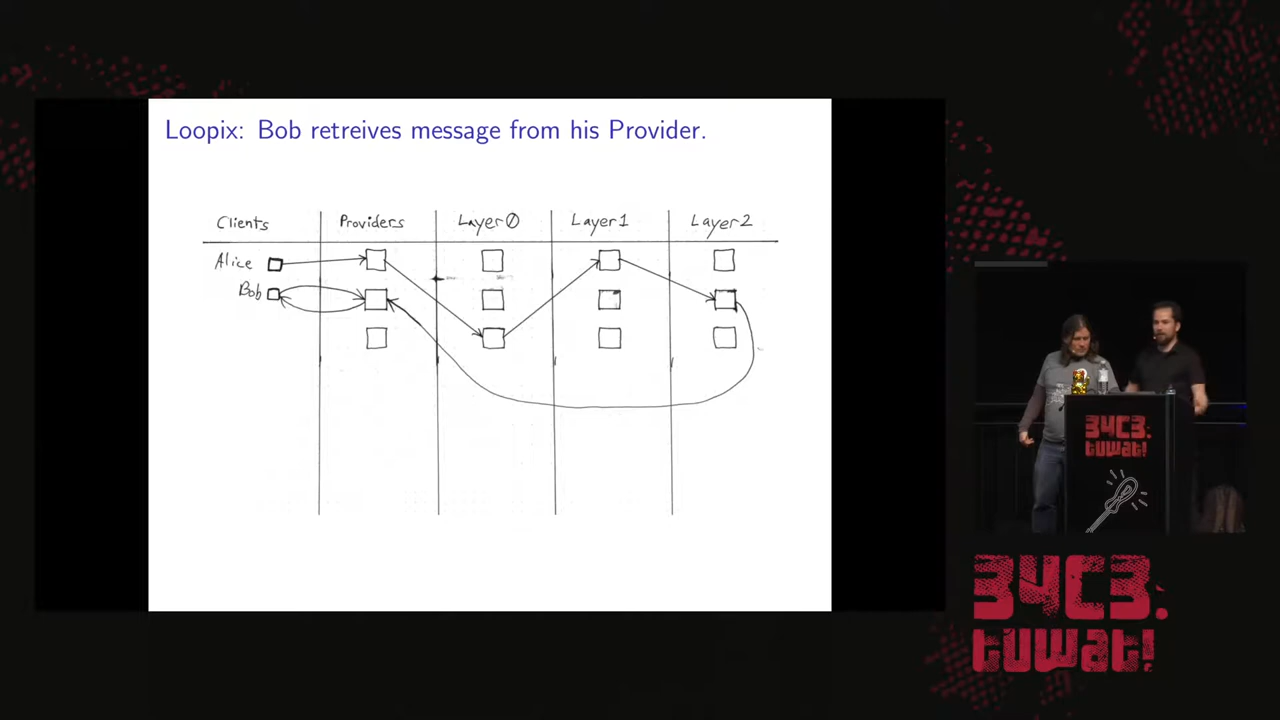 Loopix: Bob retreives message from his Provider.
Clients Providers Layer0 Layer1 Layer2
Alice
Bob
34C3.
tuwat!
34C3.
tuwat!